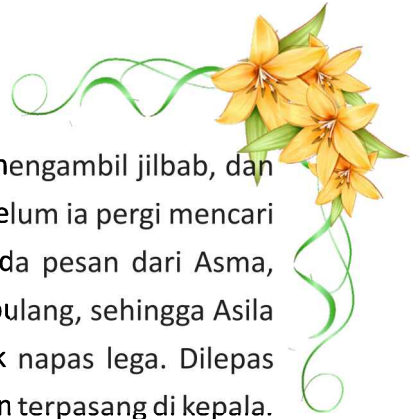 mengambil jilbab, dan
elum ia pergi mencari
da pesan dari Asma,
pulang, sehingga Asila
k napas lega. Dilepas
n terpasang di kepala.